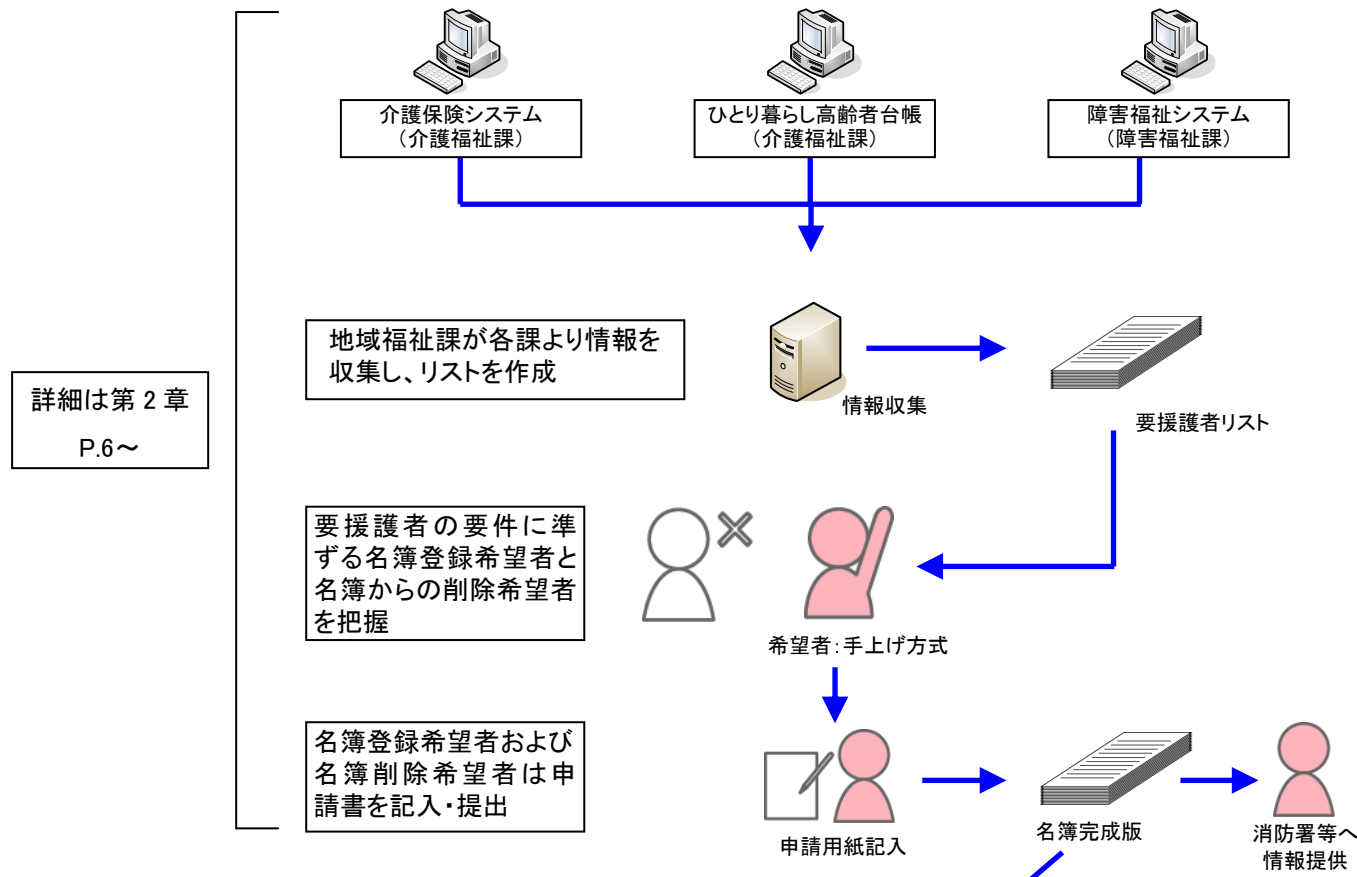 介護保険システム
（介護福祉課）
ひとり暮らし高齢者台帳
（介護福祉課）
障害福祉システム
（障害福祉課）
地域福祉課が各課より情報を
収集し、リストを作成
情報収集
要援護者リスト
詳細は第 2 章
P.6～
要援護者の要件に準
ずる名簿登録希望者と
名簿からの削除希望者
を把握
希望者：手上げ方式
名簿登録希望者および
名簿削除希望者は申
請書を記入・提出
申請用紙記入
名簿完成版
消防署等へ
情報提供